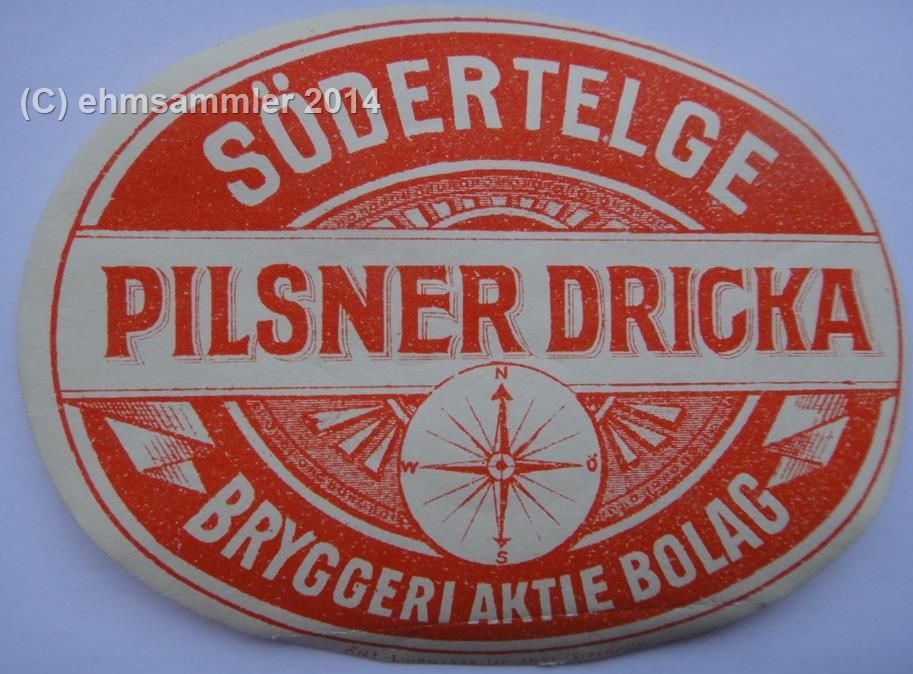 (C) ehmsammler 2014
SÖDERTELGE
PILSNER DRICKA
N
W Ö
S
BRYGGERI AKTIE BOLAG